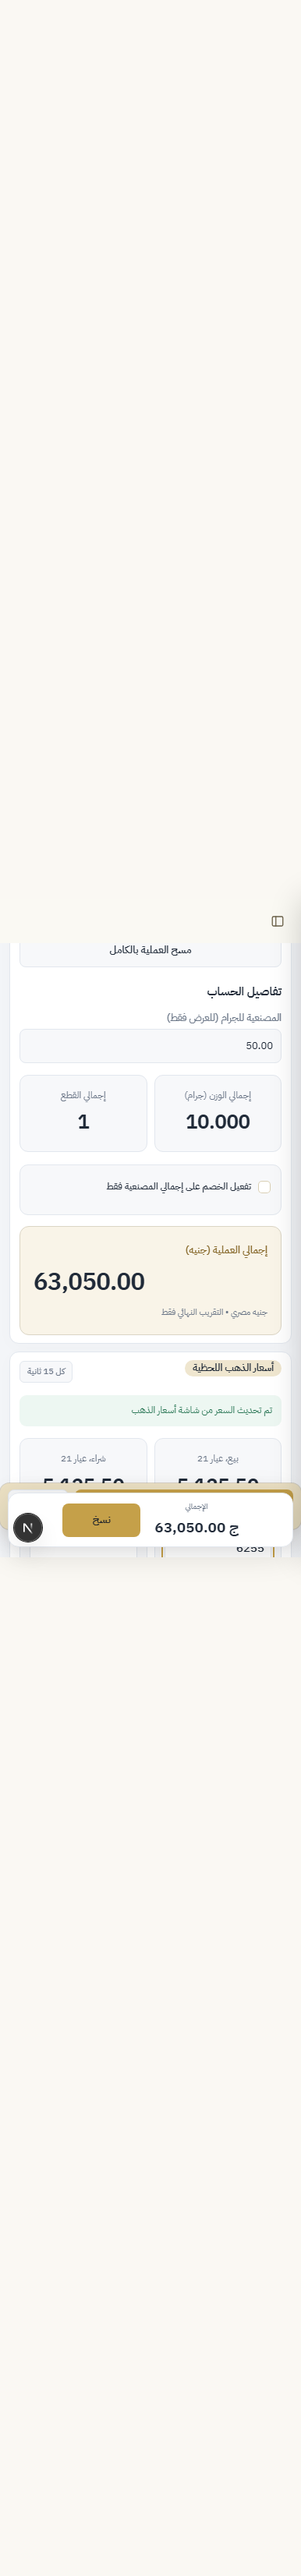 مسح العملية بالكامل
تفاصيل الحساب
المصنعية للجرام (للعرض فقط)
50.00
إجمالي الوزن (جرام)
10.000
إجمالي القطع
1
تفعيل الخصم على إجمالي المصنعية فقط
إجمالي العملية (جنيه)
63,050.00
جنيه مصري • التقريب النهائي فقط
أسعار الذهب اللحظية
كل 15 ثانية
تم تحديث السعر من شاشة أسعار الذهب
بيع، عيار 21
شراء، عيار 21
الإجمالي
63,050.00 ج
نسخ
N
6255